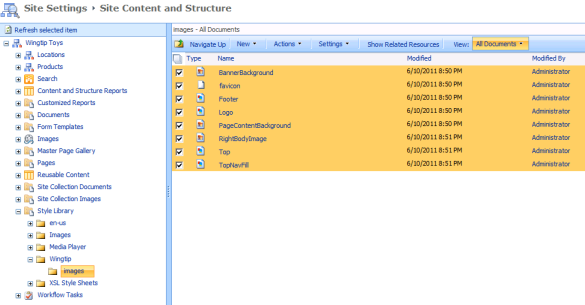 Site Settings ▸ Site Content and Structure
Refresh selected item
Wingtip Toys
Locations
Products
Search
Content and Structure Reports
Customized Reports
Documents
Form Templates
Images
Master Page Gallery
Pages
Reusable Content
Site Collection Documents
Site Collection Images
Style Library
en-us
Images
Media Player
Wingtip
images
XSL Style Sheets
Workflow Tasks
images - All Documents
Navigate Up New Actions Settings Show Related Resources View: All Documents
Type Name Modified Modified By
BannerBackground 6/10/2011 8:50 PM Administrator
favicon 6/10/2011 8:50 PM Administrator
Footer 6/10/2011 8:50 PM Administrator
Logo 6/10/2011 8:50 PM Administrator
PageContentBackground 6/10/2011 8:50 PM Administrator
RightBodyImage 6/10/2011 8:51 PM Administrator
Top 6/10/2011 8:51 PM Administrator
TopNavFill 6/10/2011 8:51 PM Administrator